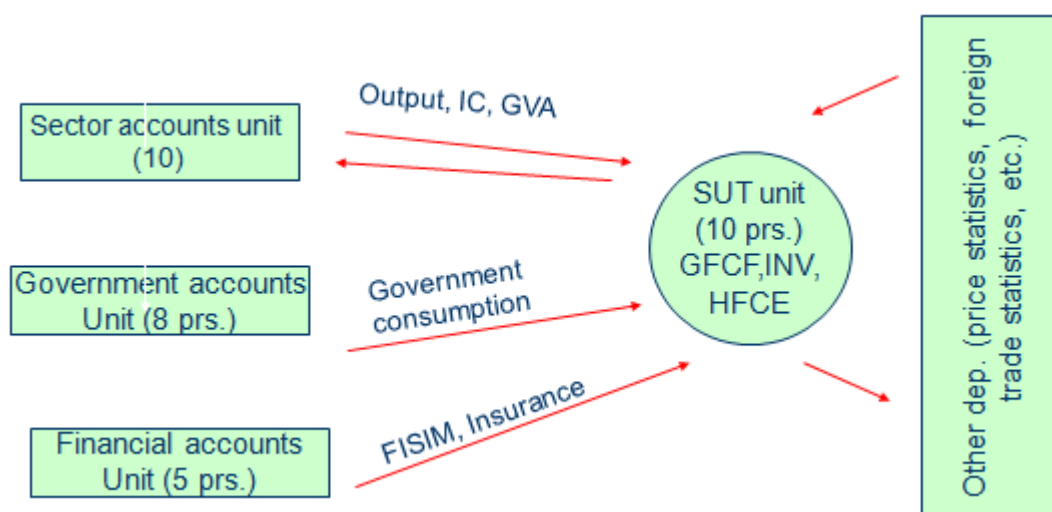 Output, IC, GVA
Sector accounts unit
(10)
SUT unit
(10 prs.)
GFCF,INV,
HFCE
Government accounts
Unit (8 prs.)
Government
consumption
Financial accounts
Unit (5 prs.)
FISIM, Insurance
Other dep. (price statistics, foreign
trade statistics, etc.)